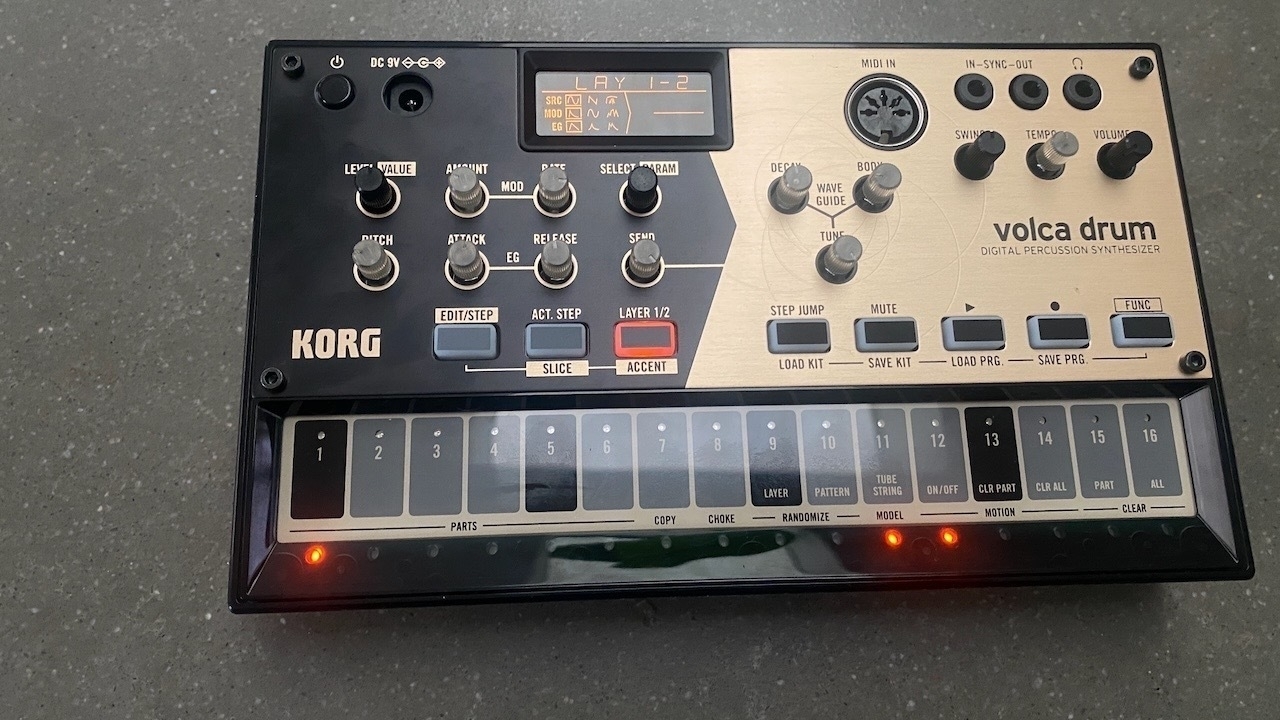 DC 9V
LAY 1-2
SRC
MOD
EG
MIDI IN
IN-SYNC-OUT
SWING
TEMPO
VOLUME
LEVEL VALUE
AMOUNT
MOD
RATE
SELECT PARAM
DECAY
BODY
WAVE
GUIDE
TUNE
PITCH
ATTACK
EG
RELEASE
SEND
volca drum
DIGITAL PERCUSSION SYNTHESIZER
KORG
EDIT/STEP
ACT. STEP
LAYER 1/2
SLICE
ACCENT
STEP JUMP
MUTE
FUNC
LOAD KIT
SAVE KIT
LOAD PRG.
SAVE PRG.
1 2 3 4 5 6 7 8 9 10 11 12 13 14 15 16
LAYER
PATTERN
TUBE
STRING
ON/OFF
CLR PART
CLR ALL
PART
ALL
PARTS
COPY
CHOKE
RANDOMIZE
MODEL
MOTION
CLEAR